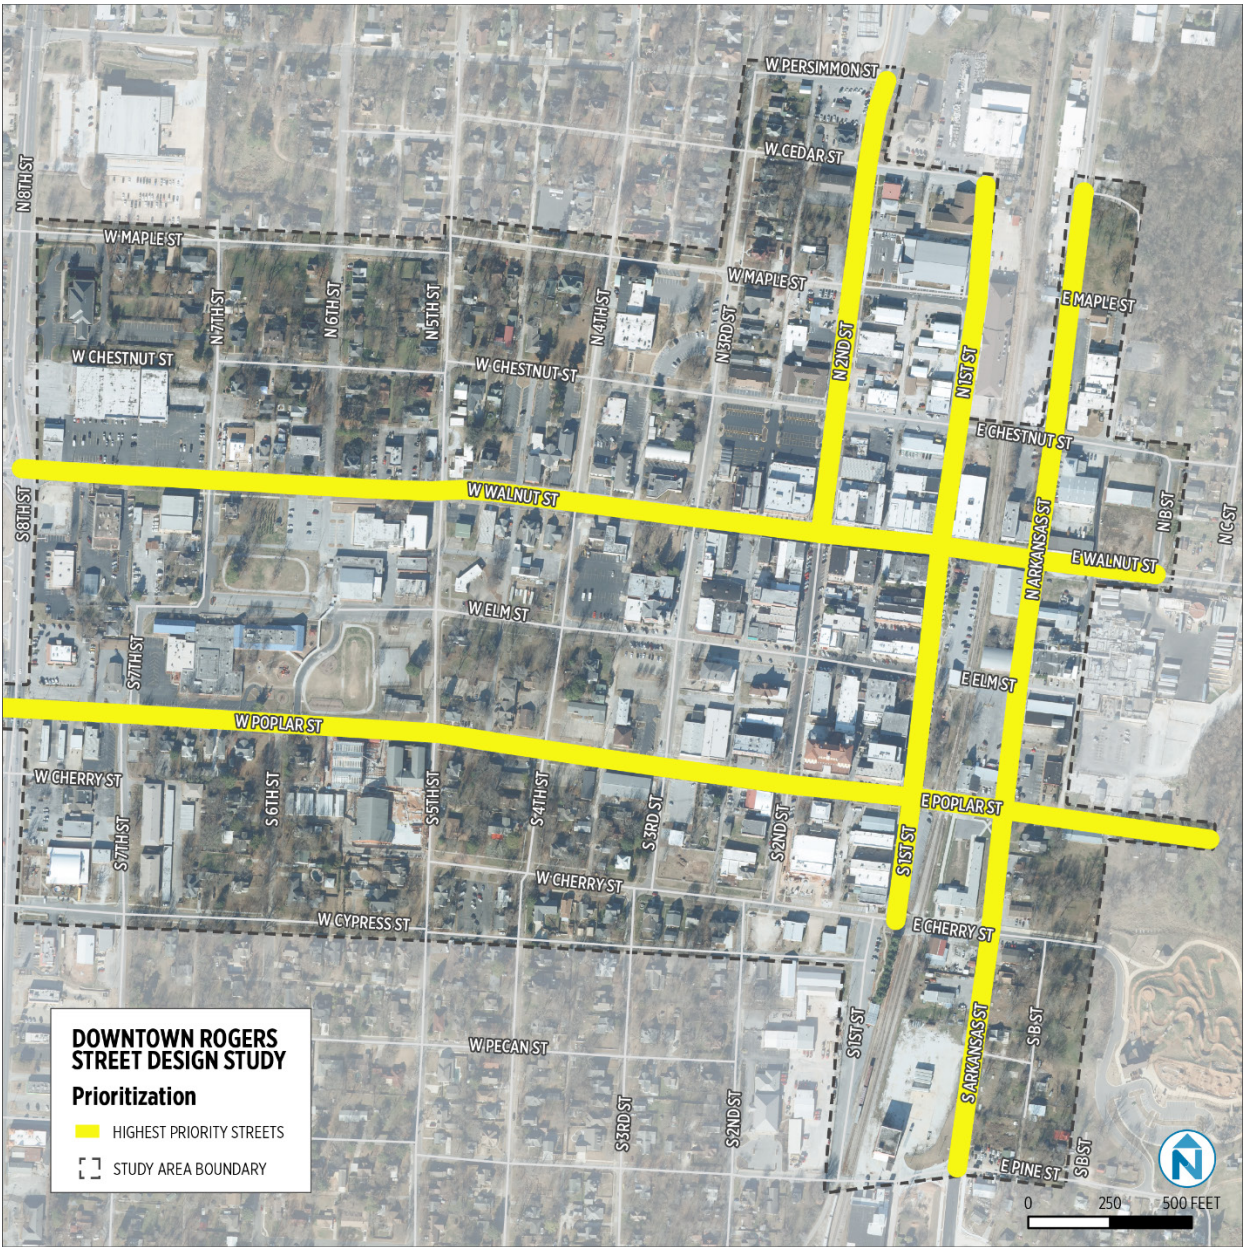 W PERSIMMON ST
W CEDAR ST
N 8TH ST
W MAPLE ST
W MAPLE ST
E MAPLE ST
N 7TH ST
N 6TH ST
N 5TH ST
N 4TH ST
N 3RD ST
N 2ND ST
N 1ST ST
W CHESTNUT ST
W CHESTNUT ST
E CHESTNUT ST
S 8TH ST
W WALNUT ST
N ARKANSAS ST
N B ST
N C ST
E WALNUT ST
W ELM ST
S 7TH ST
E ELM ST
W POPLAR ST
W CHERRY ST
S 7TH ST
S 6TH ST
S 5TH ST
S 4TH ST
S 3RD ST
S 2ND ST
S 1ST ST
E POPLAR ST
W CHERRY ST
W CYPRESS ST
E CHERRY ST
S 1ST ST
S ARKANSAS ST
S B ST
W PECAN ST
S 3RD ST
S 2ND ST
E PINE ST
S B ST
DOWNTOWN ROGERS
STREET DESIGN STUDY
Prioritization
HIGHEST PRIORITY STREETS
STUDY AREA BOUNDARY
N
0 250 500 FEET